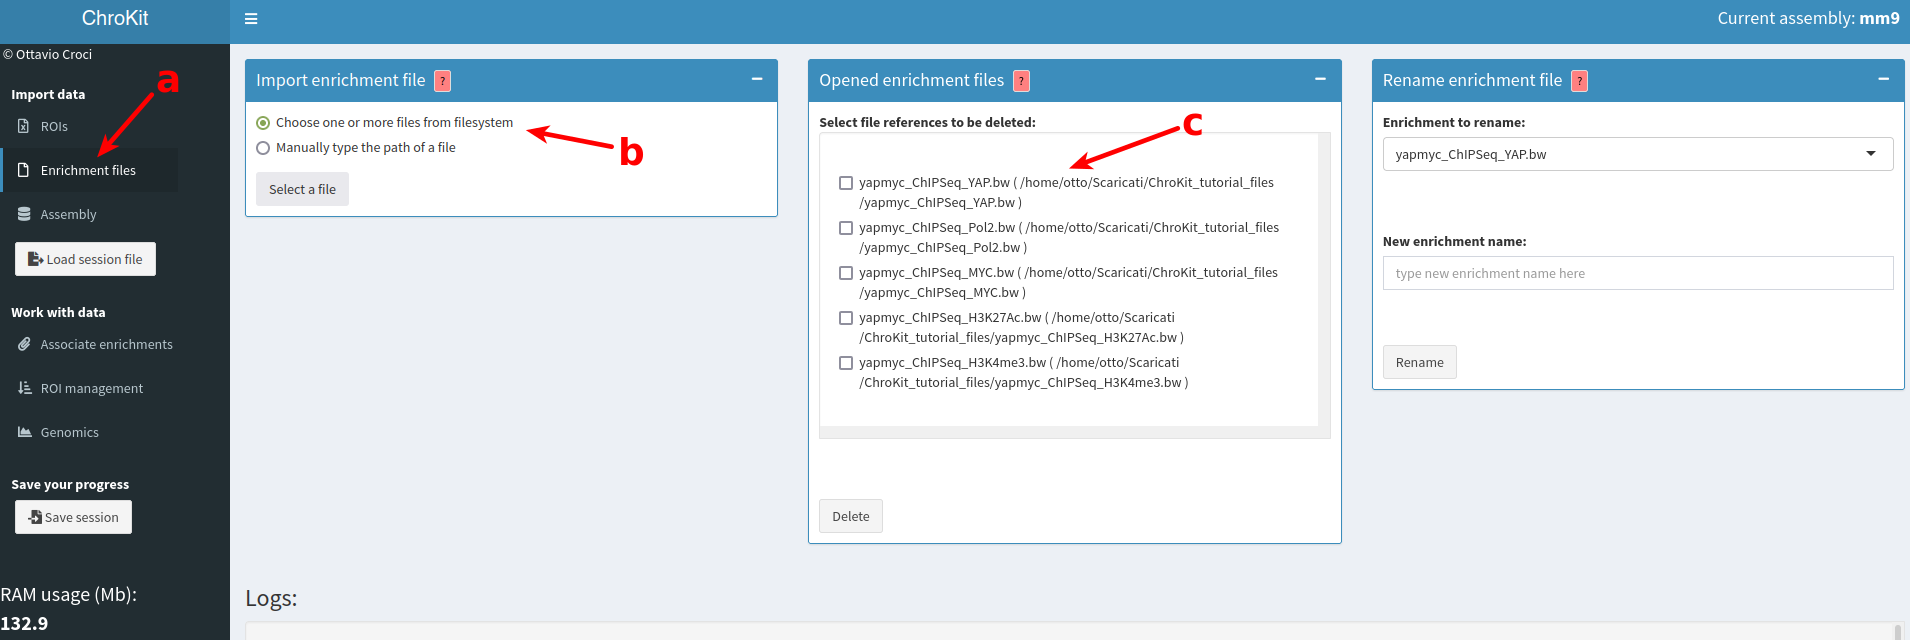 ChroKit
Current assembly: mm9
© Ottavio Croci
a
Import data
ROIs
Enrichment files
Assembly
Load session file
Work with data
Associate enrichments
ROI management
Genomics
Save your progress
Save session
RAM usage (Mb):
132.9
Import enrichment file ?
Choose one or more files from filesystem
Manually type the path of a file
b
Select a file
Opened enrichment files ?
Select file references to be deleted:
c
yapmyc_ChIPSeq_YAP.bw ( /home/otto/Scaricati/ChroKit_tutorial_files
/yapmyc_ChIPSeq_YAP.bw )
yapmyc_ChIPSeq_Pol2.bw ( /home/otto/Scaricati/ChroKit_tutorial_files
/yapmyc_ChIPSeq_Pol2.bw )
yapmyc_ChIPSeq_MYC.bw ( /home/otto/Scaricati/ChroKit_tutorial_files
/yapmyc_ChIPSeq_MYC.bw )
yapmyc_ChIPSeq_H3K27Ac.bw ( /home/otto/Scaricati
/ChroKit_tutorial_files/yapmyc_ChIPSeq_H3K27Ac.bw )
yapmyc_ChIPSeq_H3K4me3.bw ( /home/otto/Scaricati
/ChroKit_tutorial_files/yapmyc_ChIPSeq_H3K4me3.bw )
Delete
Rename enrichment file ?
Enrichment to rename:
yapmyc_ChIPSeq_YAP.bw
New enrichment name:
type new enrichment name here
Rename
Logs: